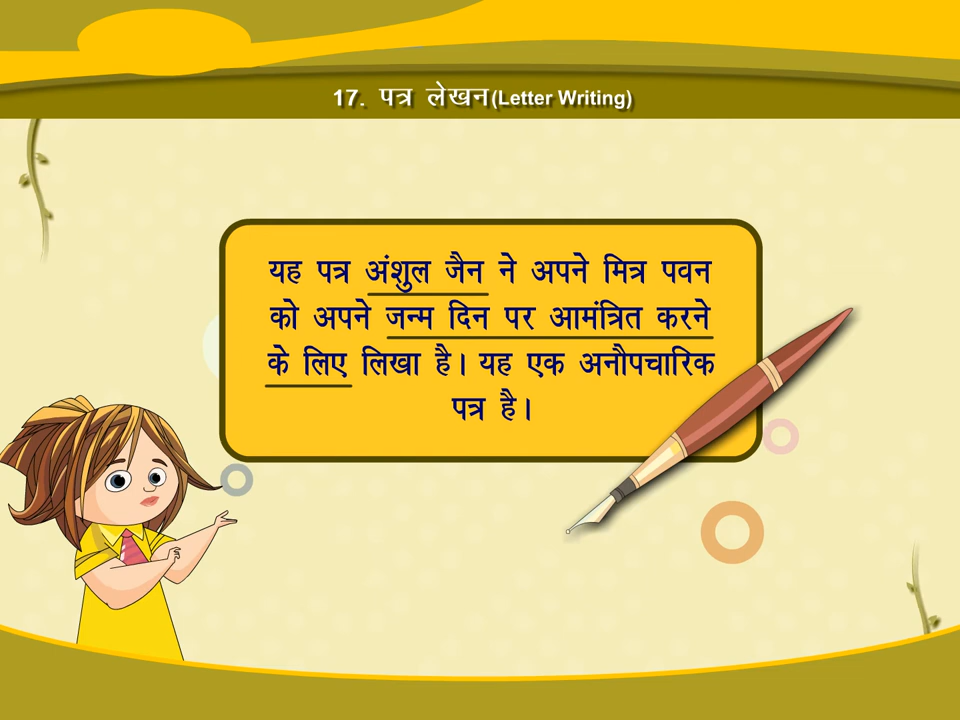 17. पत्र लेखन(Letter Writing)
यह पत्र अंशुल जैन ने अपने मित्र पवन
को अपने जन्म दिन पर आमंत्रित करने
के लिए लिखा है। यह एक अनौपचारिक
पत्र है।